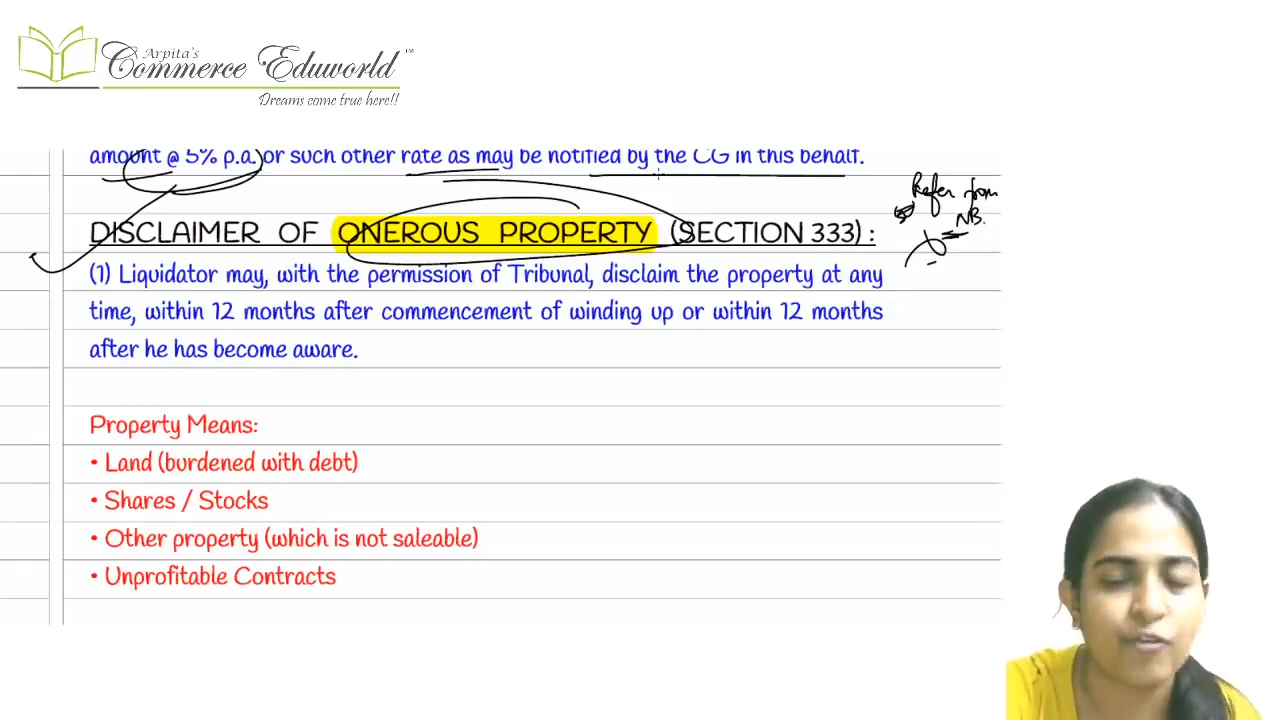 Arpita's
Commerce Eduworld™
Dreams come true here!!
amount @ 5% p.a. or such other rate as may be notified by the CG in this behalf.
Refer from
NB.
DISCLAIMER OF ONEROUS PROPERTY (SECTION 333) :
(1) Liquidator may, with the permission of Tribunal, disclaim the property at any
time, within 12 months after commencement of winding up or within 12 months
after he has become aware.
Property Means:
• Land (burdened with debt)
• Shares / Stocks
• Other property (which is not saleable)
• Unprofitable Contracts